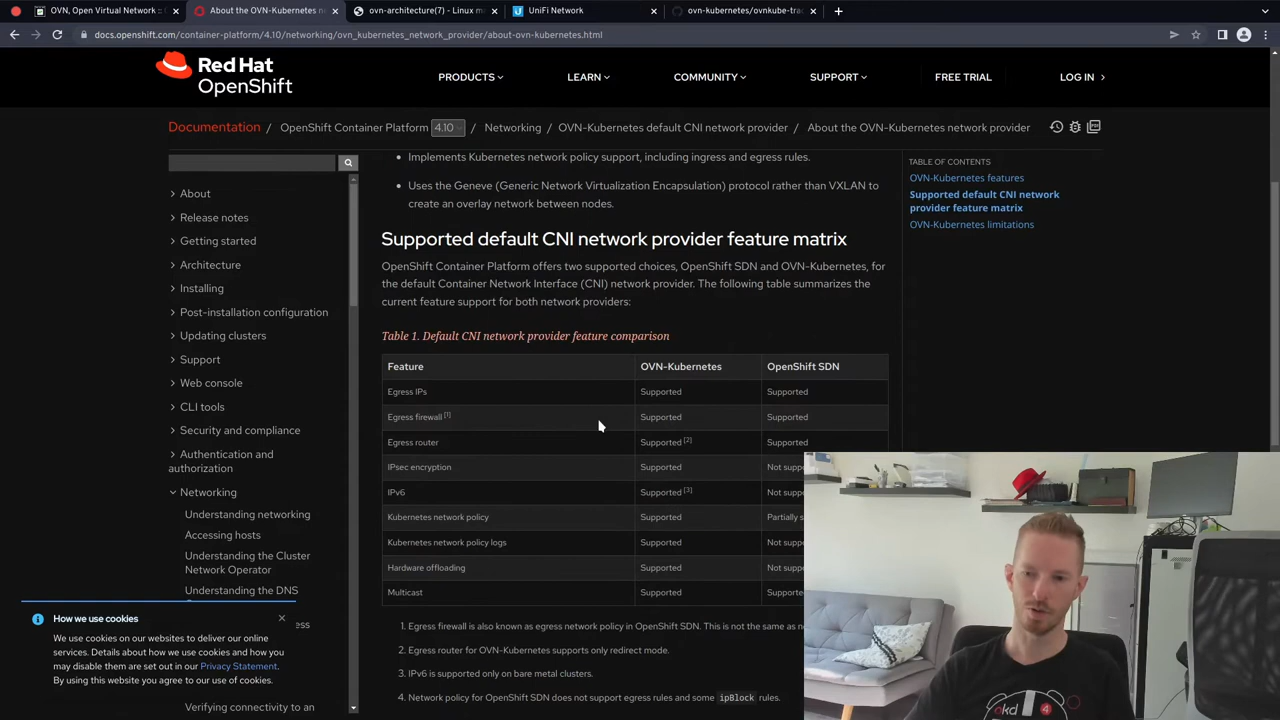 OVN, Open Virtual Network ::
About the OVN-Kubernetes ne
ovn-architecture(7) - Linux m
UniFi Network
ovn-kubernetes/ovnkube-trac
docs.openshift.com/container-platform/4.10/networking/ovn_kubernetes_network_provider/about-ovn-kubernetes.html
Red Hat
OpenShift
PRODUCTS
LEARN
COMMUNITY
SUPPORT
FREE TRIAL
LOG IN
Documentation / OpenShift Container Platform 4.10 / Networking / OVN-Kubernetes default CNI network provider / About the OVN-Kubernetes network provider
About
Release notes
Getting started
Architecture
Installing
Post-installation configuration
Updating clusters
Support
Web console
CLI tools
Security and compliance
Authentication and
authorization
Networking
Understanding networking
Accessing hosts
Understanding the Cluster
Network Operator
Understanding the DNS
ess
Verifying connectivity to an
How we use cookies
We use cookies on our websites to deliver our online
services. Details about how we use cookies and how you
may disable them are set out in our Privacy Statement.
By using this website you agree to our use of cookies.
Implements Kubernetes network policy support, including ingress and egress rules.
Uses the Geneve (Generic Network Virtualization Encapsulation) protocol rather than VXLAN to
create an overlay network between nodes.
Supported default CNI network provider feature matrix
OpenShift Container Platform offers two supported choices, OpenShift SDN and OVN-Kubernetes, for
the default Container Network Interface (CNI) network provider. The following table summarizes the
current feature support for both network providers:
Table 1. Default CNI network provider feature comparison
Feature OVN-Kubernetes OpenShift SDN
Egress IPs Supported Supported
Egress firewall [1] Supported Supported
Egress router Supported [2] Supported
IPsec encryption Supported Not supp
IPv6 Supported [3] Not supp
Kubernetes network policy Supported Partially s
Kubernetes network policy logs Supported Not supp
Hardware offloading Supported Not supp
Multicast Supported Supporte
1. Egress firewall is also known as egress network policy in OpenShift SDN. This is not the same as ne
2. Egress router for OVN-Kubernetes supports only redirect mode.
3. IPv6 is supported only on bare metal clusters.
4. Network policy for OpenShift SDN does not support egress rules and some ipBlock rules.
TABLE OF CONTENTS
OVN-Kubernetes features
Supported default CNI network
provider feature matrix
OVN-Kubernetes limitations
okd
4